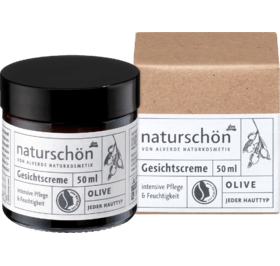 naturschön
VON ALVERDE NATURKOSMETIK
Gesichtscreme 50 ml
intensive Pflege
& Feuchtigkeit
OLIVE
JEDER HAUTTYP
naturschön
VON ALVERDE NATURKOSMETIK
Gesichtscreme 50 ml
intensive Pflege
& Feuchtigkeit
OLIVE
JEDER HAUTTYP